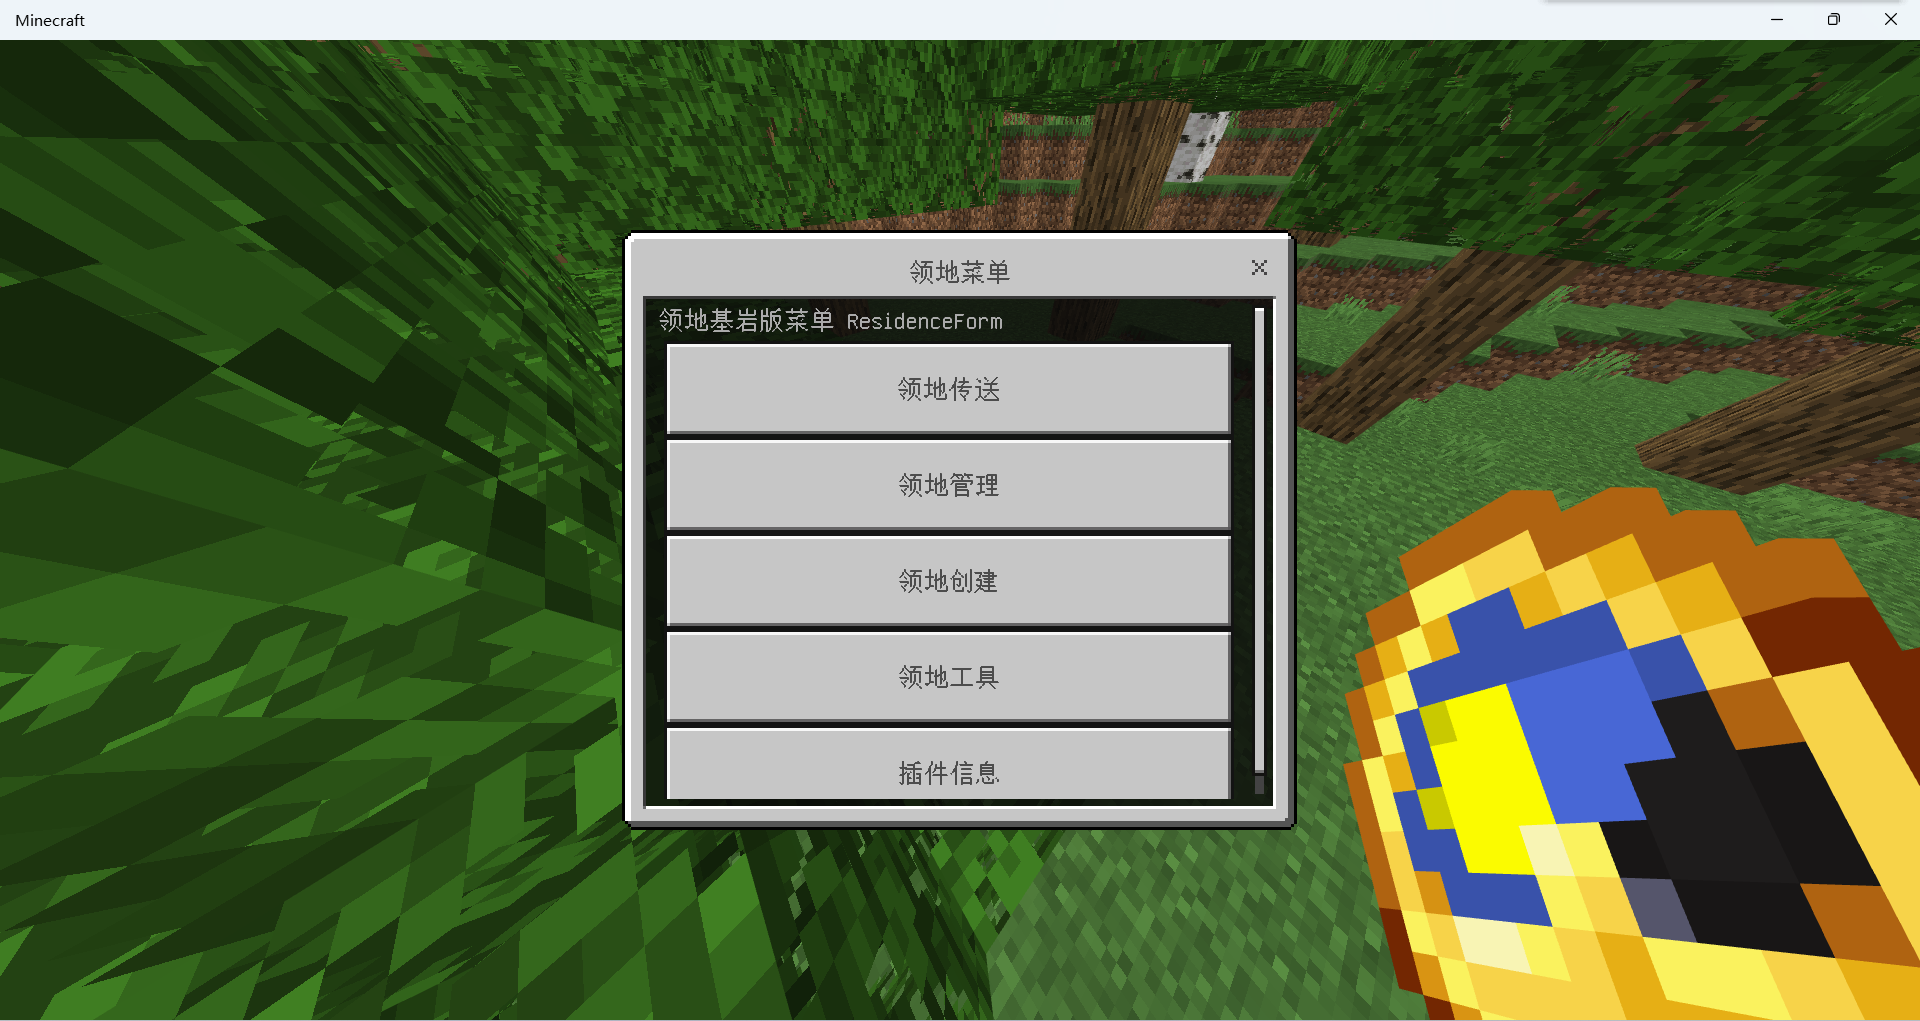 Minecraft
领地菜单
领地基岩版菜单 ResidenceForm
领地传送
领地管理
领地创建
领地工具
插件信息